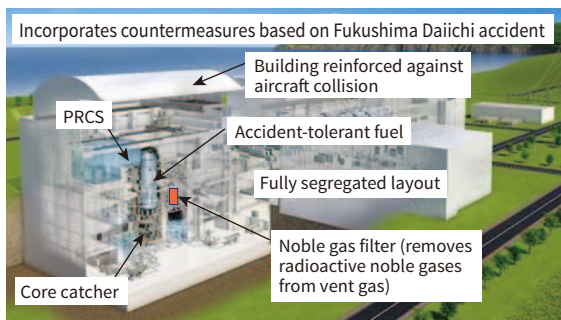 Incorporates countermeasures based on Fukushima Daiichi accident
Building reinforced against
aircraft collision
PRCS
Accident-tolerant fuel
Fully segregated layout
Noble gas filter (removes
radioactive noble gases
from vent gas)
Core catcher